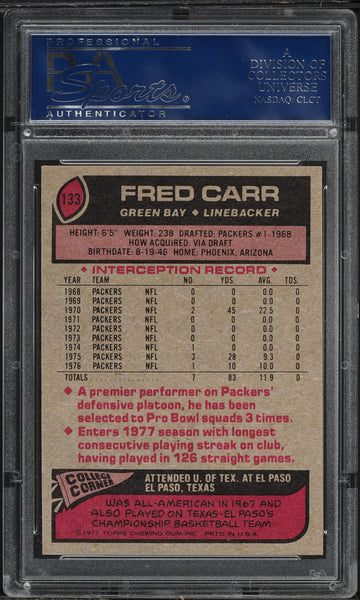 PROFESSIONAL
PSA
Sports
AUTHENTICATOR
A
DIVISION OF
COLLECTORS
UNIVERSE
NASDAQ: CLCT
133
FRED CARR
GREEN BAY ◆ LINEBACKER
HEIGHT: 6'5" WEIGHT: 238 DRAFTED: PACKERS #1-1968
HOW ACQUIRED: VIA DRAFT
BIRTHDATE: 8-19-46 HOME: PHOENIX, ARIZONA
◆ INTERCEPTION RECORD ◆
YEAR TEAM NO. YDS. AVG. TDS.
1968 PACKERS NFL 0 0 0 0
1969 PACKERS NFL 0 0 0 0
1970 PACKERS NFL 2 45 22.5 0
1971 PACKERS NFL 0 0 0 0
1972 PACKERS NFL 0 0 0 0
1973 PACKERS NFL 0 0 0 0
1974 PACKERS NFL 1 0 0 0
1975 PACKERS NFL 3 28 9.3 0
1976 PACKERS NFL 1 10 10.0 0
TOTALS 7 83 11.9 0
◆ A premier performer on Packers'
defensive platoon, he has been
selected to Pro Bowl squads 3 times.
◆ Enters 1977 season with longest
consecutive playing streak on club,
having played in 126 straight games.
COLLEGE
CORNER
ATTENDED U. OF TEX. AT EL PASO
EL PASO, TEXAS
WAS ALL-AMERICAN IN 1967 AND
ALSO PLAYED ON TEXAS-EL PASO'S
CHAMPIONSHIP BASKETBALL TEAM.
©1977 TOPPS CHEWING GUM, INC. PRTD IN U.S.A.